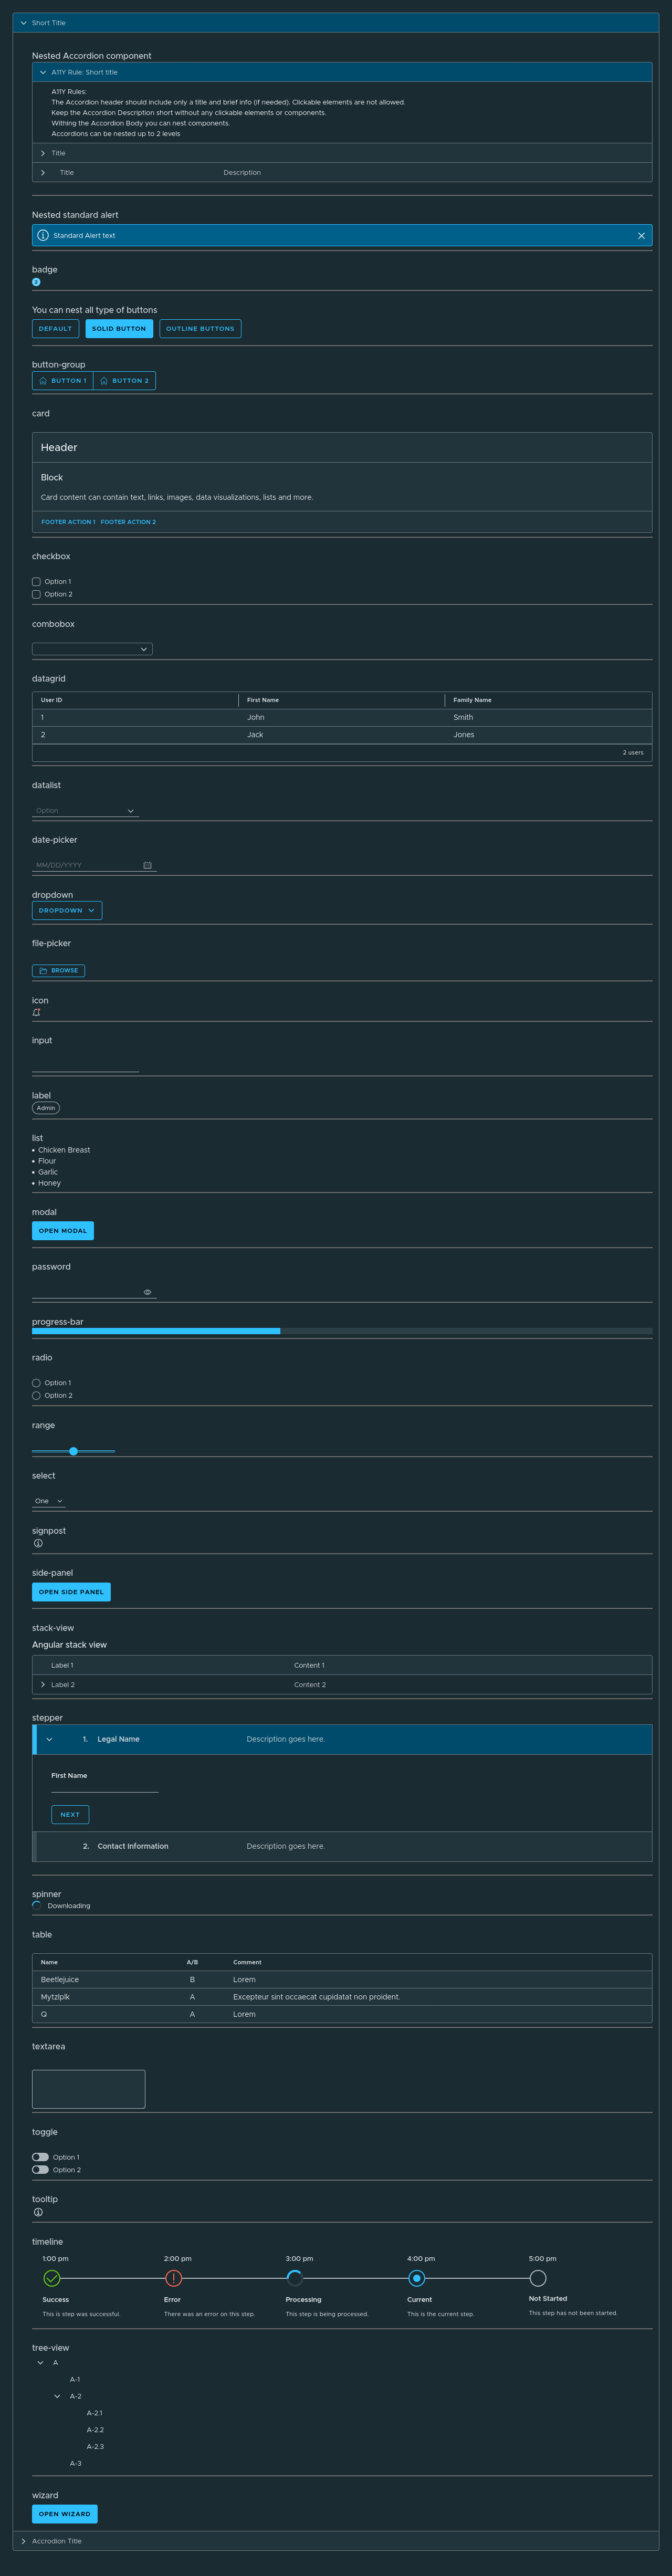 Short Title
Nested Accordion component
A11Y Rule: Short title
A11Y Rules:
The Accordion header should include only a title and brief info (if needed). Clickable elements are not allowed.
Keep the Accordion Description short without any clickable elements or components.
Withing the Accordion Body you can nest components.
Accordions can be nested up to 2 levels
Title
Title Description
Nested standard alert
Standard Alert text
badge
2
You can nest all type of buttons
DEFAULT SOLID BUTTON OUTLINE BUTTONS
button-group
BUTTON 1 BUTTON 2
card
Header
Block
Card content can contain text, links, images, data visualizations, lists and more.
FOOTER ACTION 1 FOOTER ACTION 2
checkbox
Option 1
Option 2
combobox
datagrid
User ID First Name Family Name
1 John Smith
2 Jack Jones
2 users
datalist
Option
date-picker
MM/DD/YYYY
dropdown
DROPDOWN
file-picker
BROWSE
icon
input
label
Admin
list
Chicken Breast
Flour
Garlic
Honey
modal
OPEN MODAL
password
progress-bar
radio
Option 1
Option 2
range
select
One
signpost
side-panel
OPEN SIDE PANEL
stack-view
Angular stack view
Label 1 Content 1
Label 2 Content 2
stepper
1. Legal Name Description goes here.
First Name
NEXT
2. Contact Information Description goes here.
spinner
Downloading
table
Name A/B Comment
Beetlejuice B Lorem
Mytzlplk A Excepteur sint occaecat cupidatat non proident.
Q A Lorem
textarea
toggle
Option 1
Option 2
tooltip
timeline
1:00 pm 2:00 pm 3:00 pm 4:00 pm 5:00 pm
Success Error Processing Current Not Started
This is step was successful. There was an error on this step. This step is being processed. This is the current step. This step has not been started.
tree-view
A
A-1
A-2
A-2.1
A-2.2
A-2.3
A-3
wizard
OPEN WIZARD
Accrodion Title